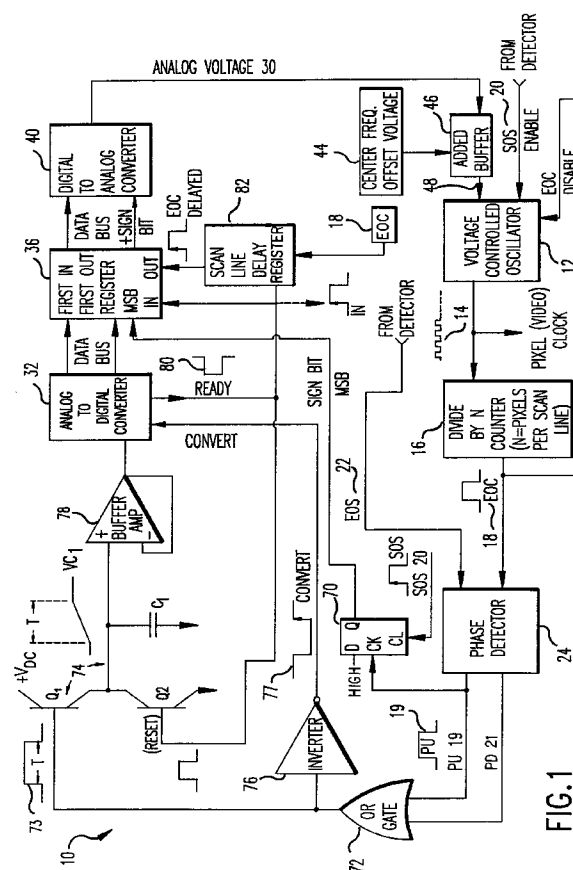 10
73
T
+VDC
Q1
74
T
VC1
C1
(RESET)
Q2
78
+
BUFFER
AMP
-
32
ANALOG
TO DIGITAL
CONVERTER
DATA
BUS
36
FIRST IN
FIRST OUT
REGISTER
MSB
IN OUT
DATA
BUS
+SIGN
BIT
40
DIGITAL
TO ANALOG
CONVERTER
ANALOG VOLTAGE 30
80
READY
CONVERT
EOC
DELAYED
82
SCAN
LINE
DELAY
REGISTER
18
EOC
IN
SIGN BIT
MSB
44
CENTER FREQ.
OFFSET VOLTAGE
46
ADDED
BUFFER
48
20
SOS
ENABLE
FROM
DETECTOR
76
INVERTER
77
CONVERT
70
HIGH
D Q
CK
CL
SOS
SOS 20
EOS
22
FROM
DETECTOR
VOLTAGE
CONTROLLED
OSCILLATOR
12
EOC
DISABLE
14
PIXEL (VIDEO)
CLOCK
16
DIVIDE
BY N
COUNTER
(N=PIXELS
PER SCAN
LINE)
EOC
18
72
OR
GATE
19
PU
PU 19
PD 21
PHASE
DETECTOR
24
FIG.1